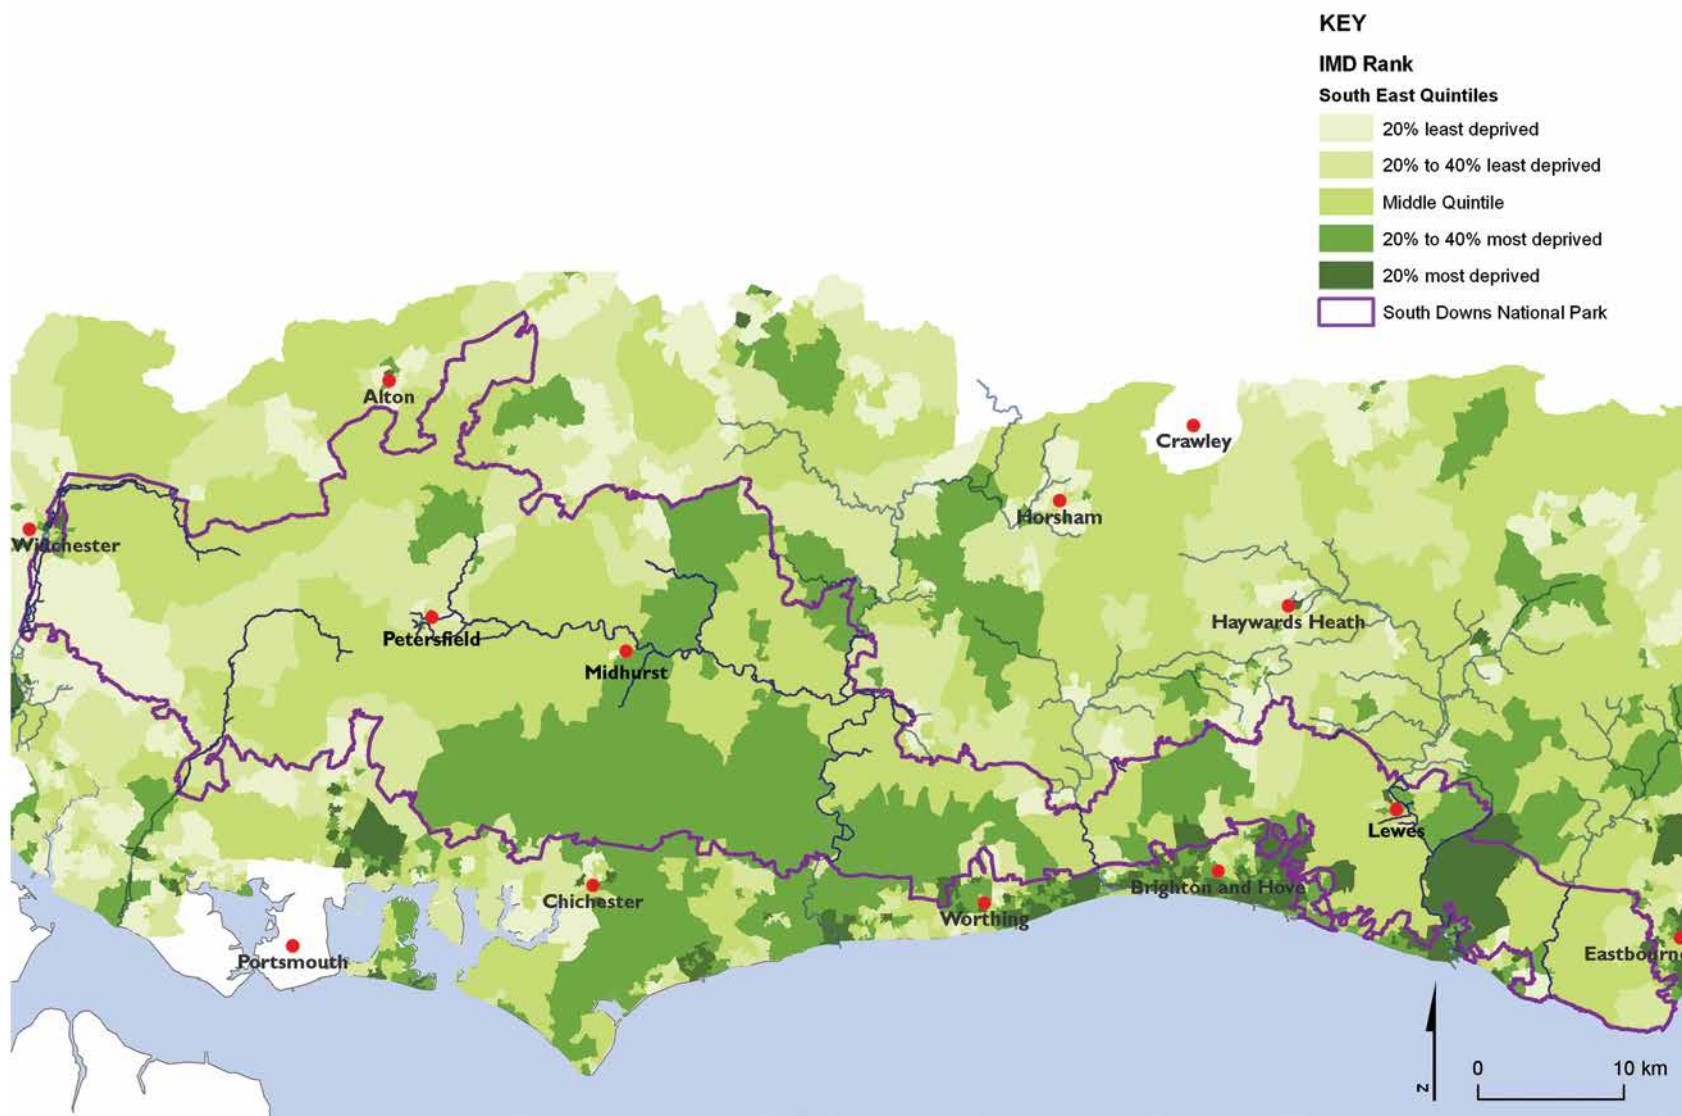 KEY
IMD Rank
South East Quintiles
20% least deprived
20% to 40% least deprived
Middle Quintile
20% to 40% most deprived
20% most deprived
South Downs National Park
Alton
Crawley
Horsham
Winchester
Haywards Heath
Petersfield
Midhurst
Lewes
Brighton and Hove
Chichester
Worthing
Eastbourne
Portsmouth
N
0 10 km